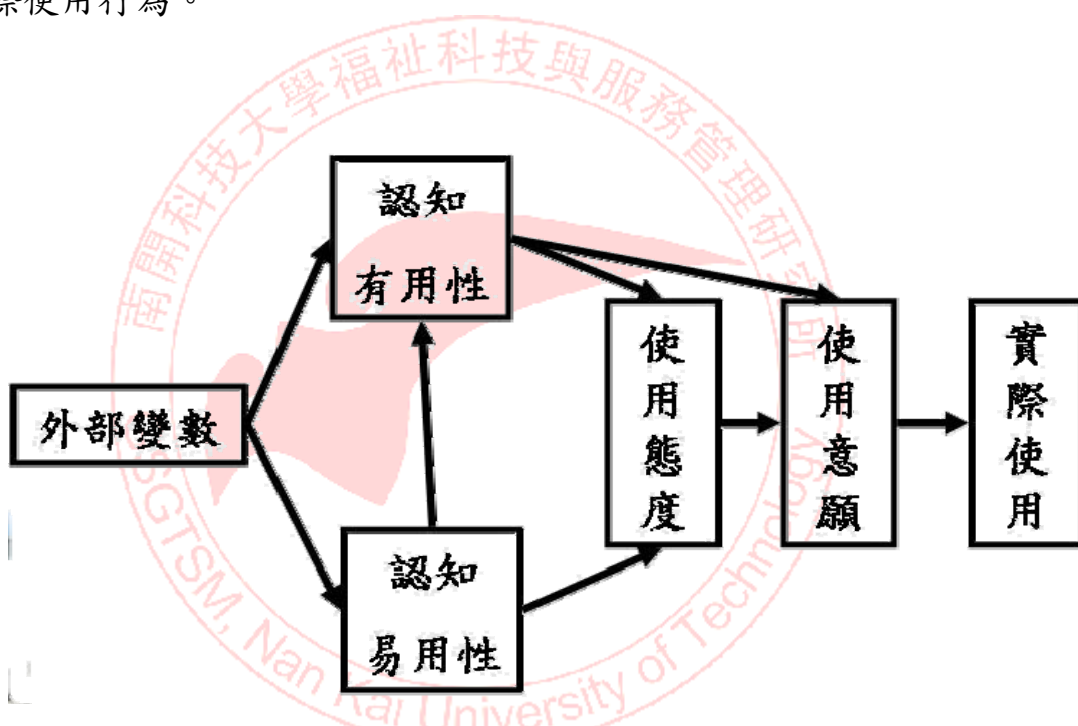 際使用行為。
南開科技大學福祉科技與服務管理研究所
認知
有用性
外部變數
使用態度
使用意願
實際使用
認知
易用性
GTSM, Nan Kai University of Technology